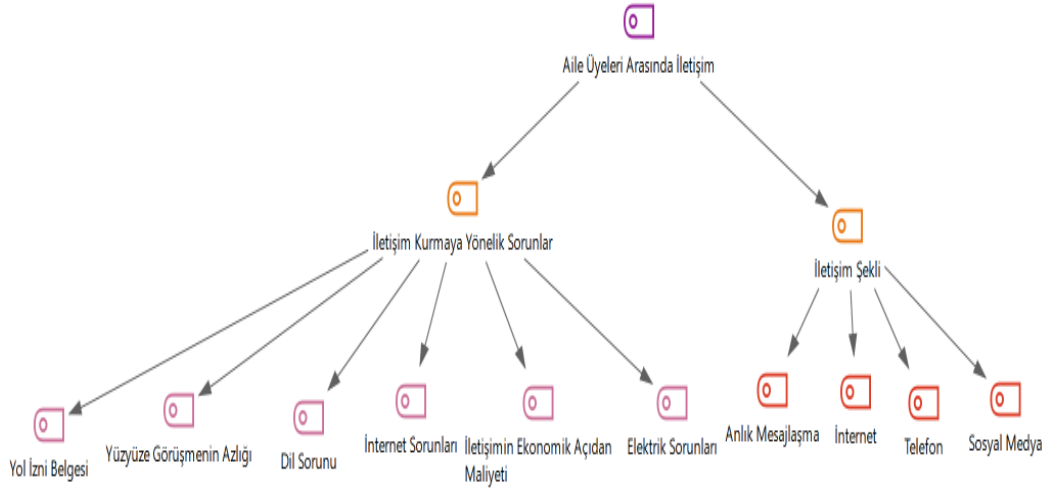 Aile Üyeleri Arasında İletişim
İletişim Kurmaya Yönelik Sorunlar
İletişim Şekli
Yol İzni Belgesi
Yüzyüze Görüşmenin Azlığı
Dil Sorunu
İnternet Sorunları
İletişimin Ekonomik Açıdan
Maliyeti
Elektrik Sorunları
Anlık Mesajlaşma
İnternet
Telefon
Sosyal Medya